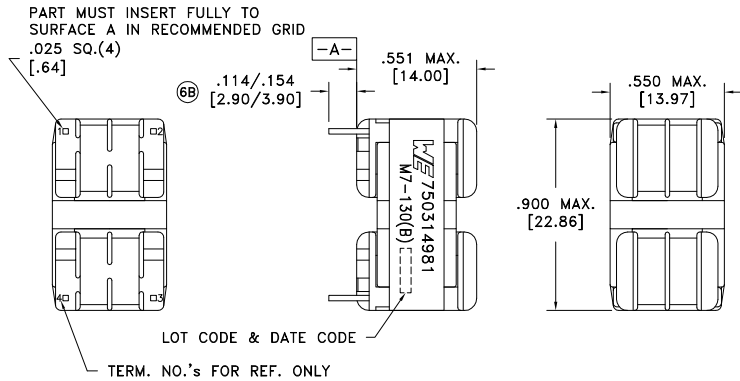 PART MUST INSERT FULLY TO
SURFACE A IN RECOMMENDED GRID
.025 SQ.(4)
[.64]
-A-
.551 MAX.
[14.00]
6B
.114/.154
[2.90/3.90]
.550 MAX.
[13.97]
1
2
4
3
WE 750314981
M7-130(B)
.900 MAX.
[22.86]
LOT CODE & DATE CODE
TERM. NO.'s FOR REF. ONLY